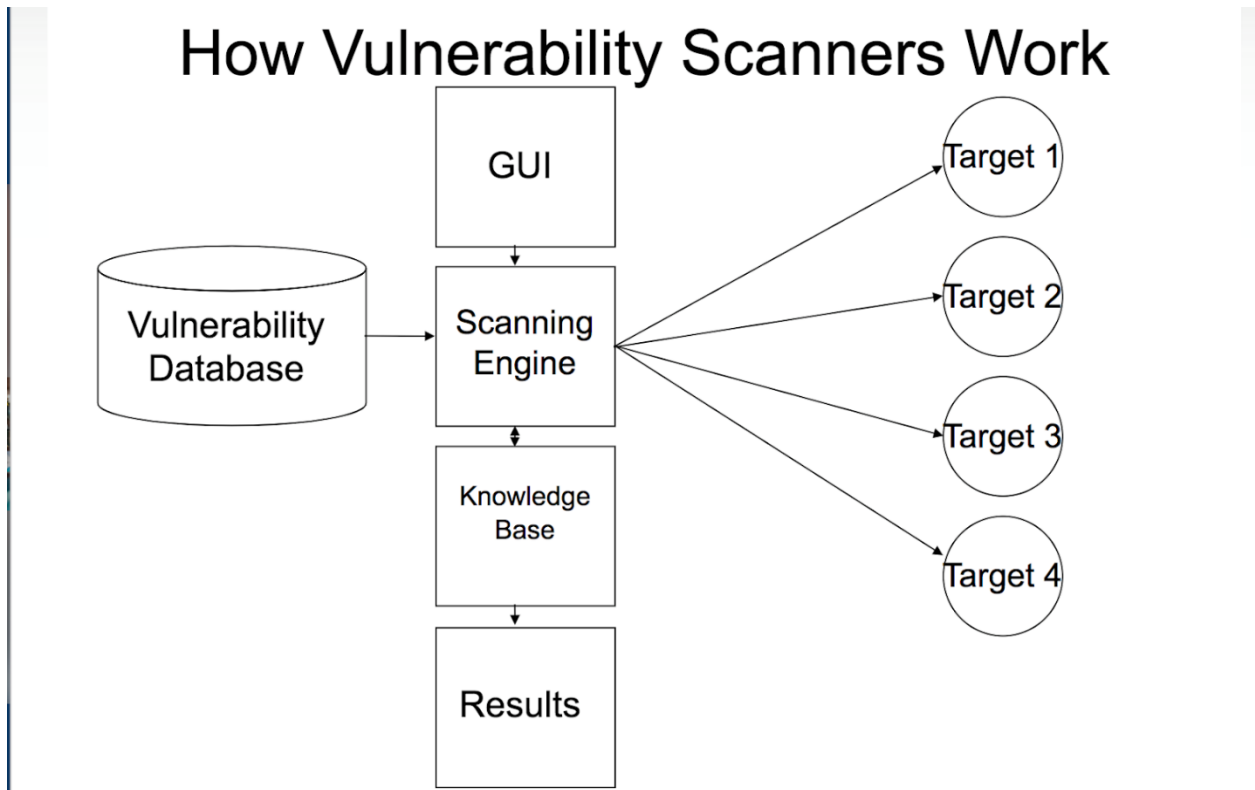 How Vulnerability Scanners Work
GUI
Target 1
Vulnerability
Database
Scanning
Engine
Target 2
Knowledge
Base
Target 3
Results
Target 4